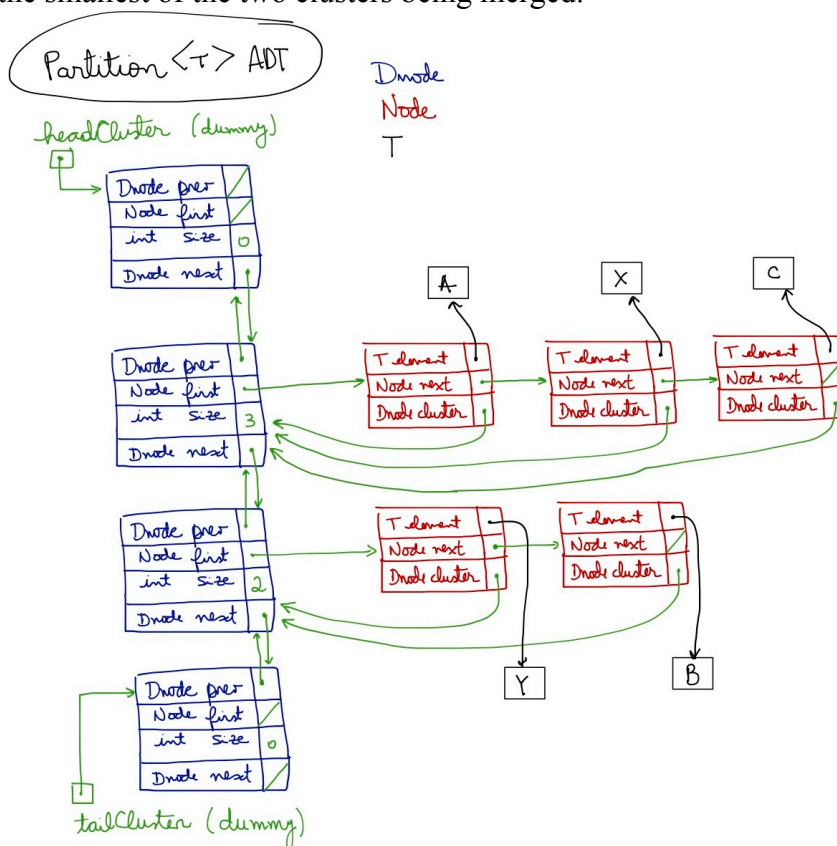 the smallest of the two clusters being merged.
Partition <T> ADT
Dnode
Node
T
headCluster (dummy)
Dnode prev
Node first
int size 0
Dnode next
A
X
C
Dnode prev
Node first
int size 3
Dnode next
T element
Node next
Dnode cluster
T element
Node next
Dnode cluster
T element
Node next
Dnode cluster
Dnode prev
Node first
int size 2
Dnode next
T element
Node next
Dnode cluster
T element
Node next
Dnode cluster
Y
B
Dnode prev
Node first
int size 0
Dnode next
tailCluster (dummy)